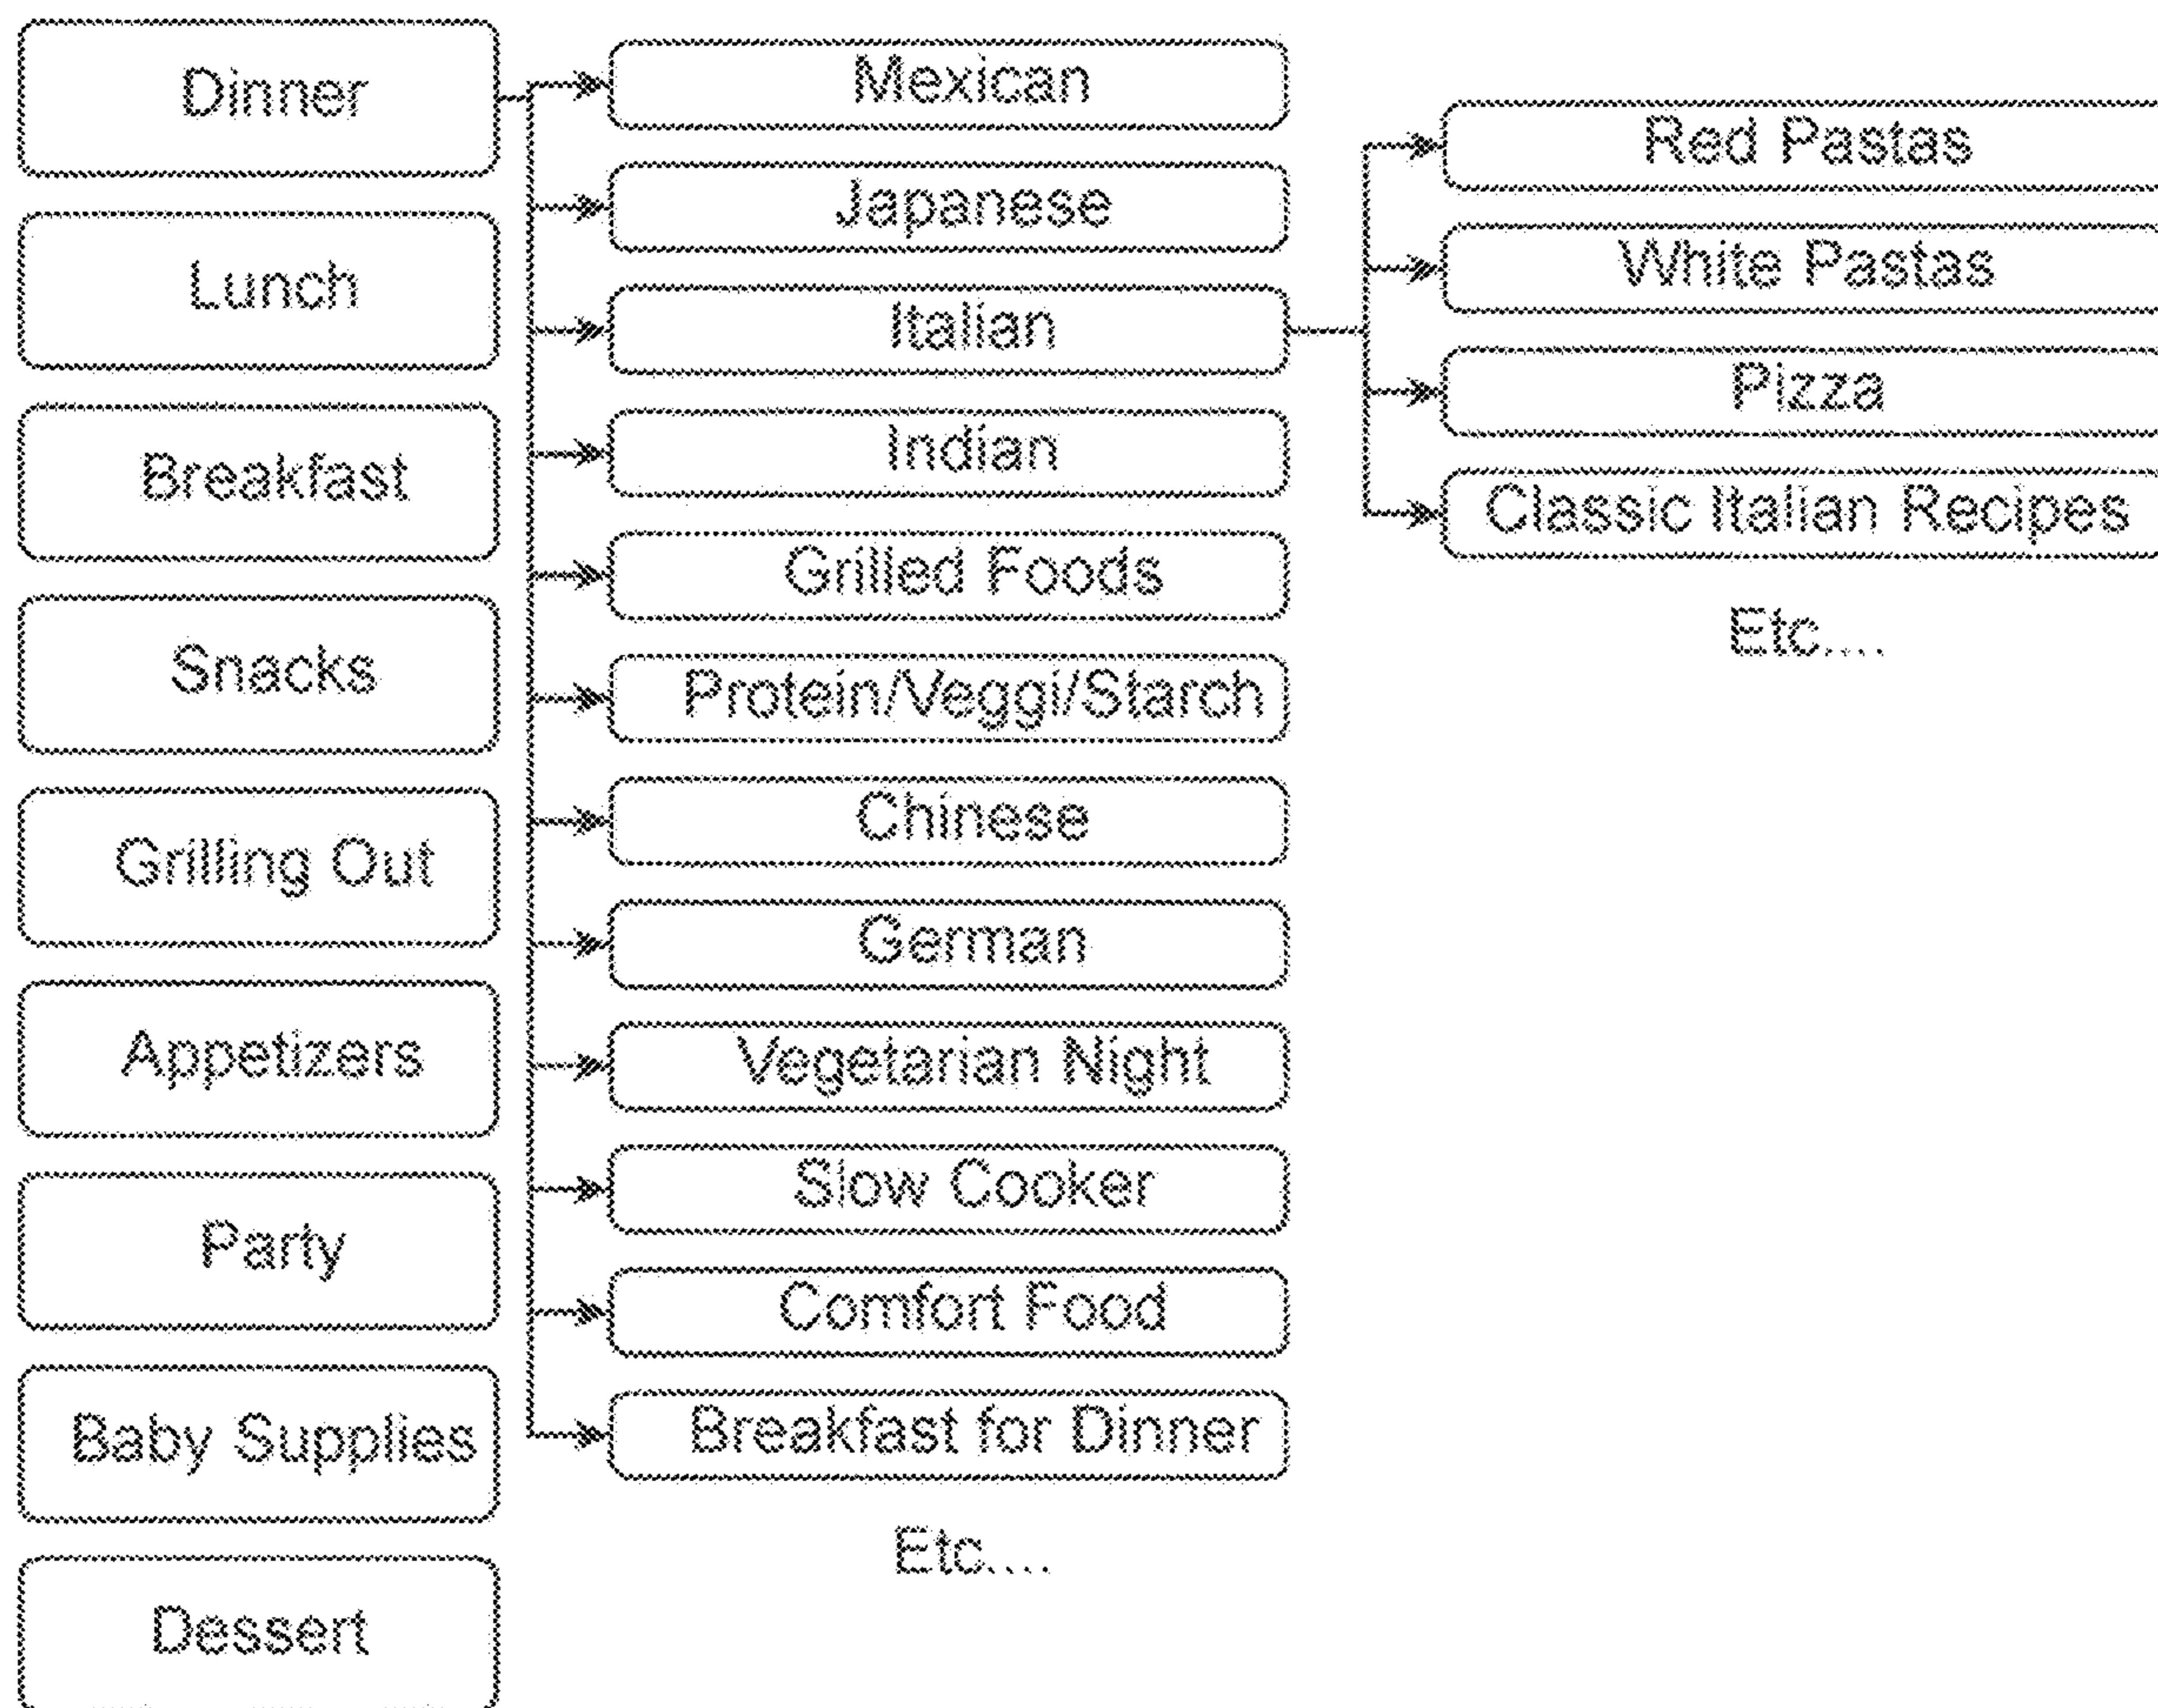 Dinner
Lunch
Breakfast
Snacks
Grilling Out
Appetizers
Party
Baby Supplies
Dessert
Mexican
Japanese
Italian
Indian
Grilled Foods
Protein/Veggi/Starch
Chinese
German
Vegetarian Night
Slow Cooker
Comfort Food
Breakfast for Dinner
Etc....
Red Pastas
White Pastas
Pizza
Classic Italian Recipes
Etc....